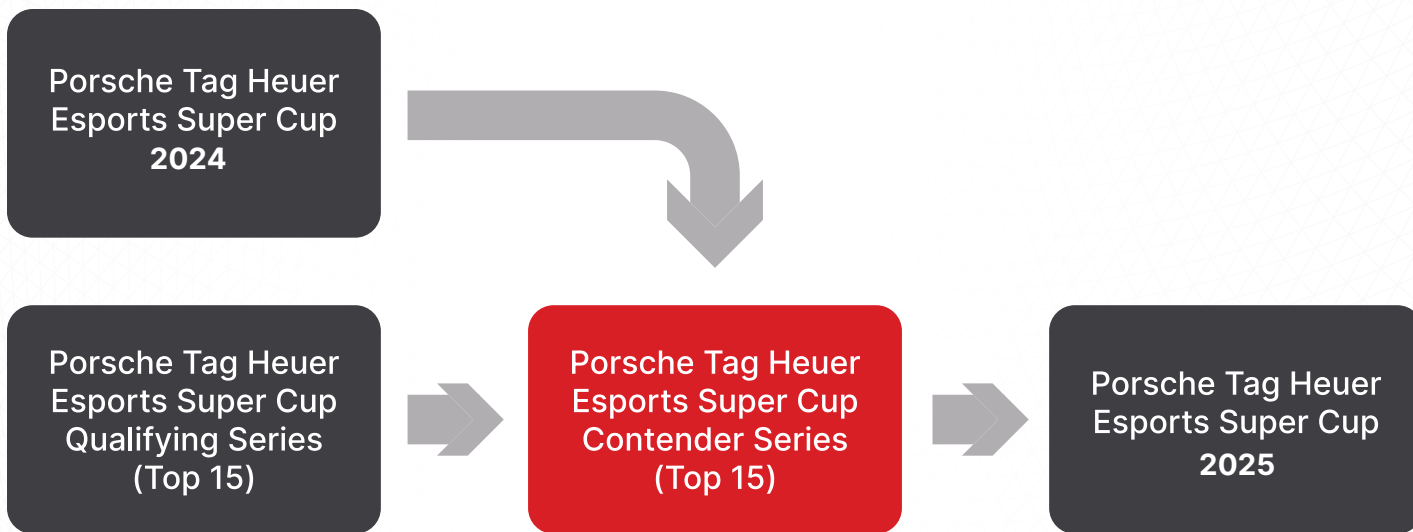 Porsche Tag Heuer
Esports Super Cup
2024
Porsche Tag Heuer
Esports Super Cup
Qualifying Series
(Top 15)
Porsche Tag Heuer
Esports Super Cup
Contender Series
(Top 15)
Porsche Tag Heuer
Esports Super Cup
2025